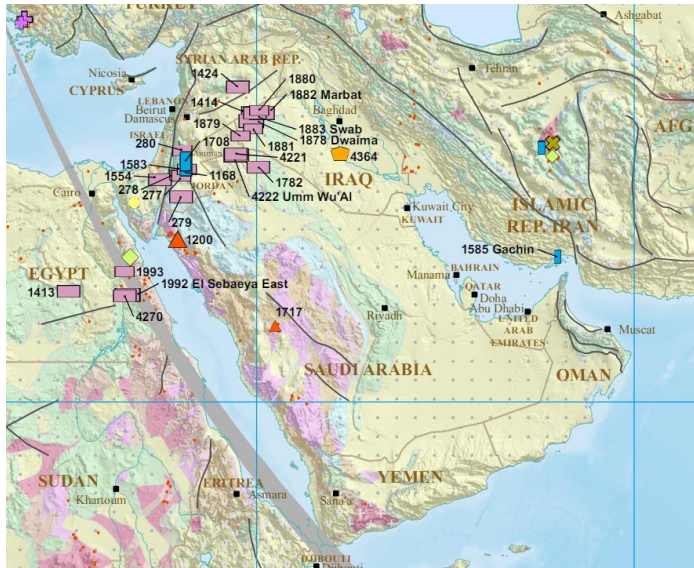 TURKEY
Ashgabat
SYRIAN ARAB REP.
1424
1880
Tehran
Nicosia
CYPRUS
1882 Marbat
LEBANON
1414
Beirut
Baghdad
Damascus
1879
1883 Swab
AFG
ISRAEL
1708
1878 Dwaima
280
1881
Amman
4221
4364
1583
1554
1168
1782
IRAQ
Cairo
278
277
JORDAN
4222 Umm Wu'Al
ISLAMIC
REP. IRAN
Kuwait City
KUWAIT
279
1200
1585 Gachin
EGYPT
1993
Manama
BAHRAIN
1992 El Sebaeya East
QATAR
1413
Doha
Abu Dhabi
4270
1717
Riyadh
UNITED
ARAB
EMIRATES
Muscat
SAUDI ARABIA
OMAN
SUDAN
YEMEN
ERITREA
Khartoum
Asmara
Sana'a
DJIBOUTI
Djibouti